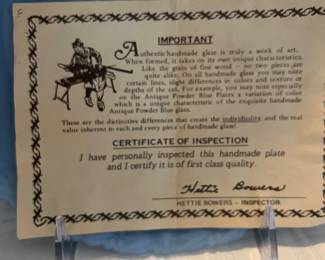 IMPORTANT
Authentic handmade glass is truly a work of art.
When formed, it takes on its own unique characteristics.
Like the grain of fine wood - no two pieces are
quite alike. On all handmade glass you may note
certain lines, slight differences in colors and texture or
depths of the cut. For example, you may note especially
on the Antique Powder Blue Plates a variation of color
which is a unique characteristic of the exquisite handmade
Antique Powder Blue glass.
These are the distinctive differences that create the individuality and the real
value inherent in each and every piece of handmade glass!
CERTIFICATE OF INSPECTION
I have personally inspected this handmade plate
and I certify it is of first class quality.
Hettie Bowers
HETTIE BOWERS - INSPECTOR